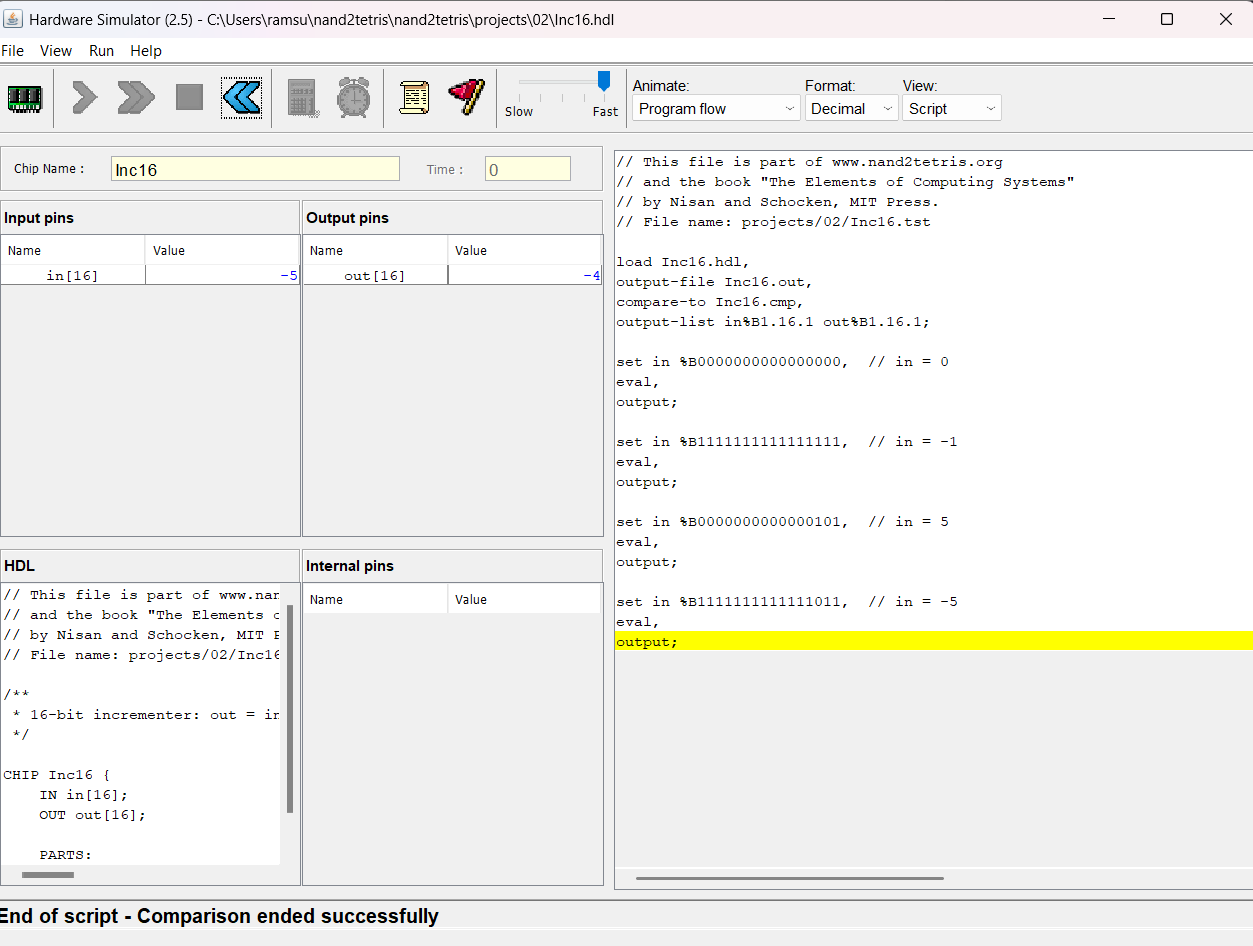 Hardware Simulator (2.5) - C:\Users\ramsu\nand2tetris\nand2tetris\projects\02\Inc16.hdl
File View Run Help
Slow Fast
Animate: Format: View:
Program flow Decimal Script
Chip Name : Inc16 Time : 0
Input pins
Name Value
in[16] -5
Output pins
Name Value
out[16] -4
HDL
// This file is part of www.nan
// and the book "The Elements o
// by Nisan and Schocken, MIT P
// File name: projects/02/Inc16
/**
* 16-bit incrementer: out = in
*/
CHIP Inc16 {
IN in[16];
OUT out[16];
PARTS:
Internal pins
Name Value
// This file is part of www.nand2tetris.org
// and the book "The Elements of Computing Systems"
// by Nisan and Schocken, MIT Press.
// File name: projects/02/Inc16.tst
load Inc16.hdl,
output-file Inc16.out,
compare-to Inc16.cmp,
output-list in%B1.16.1 out%B1.16.1;
set in %B0000000000000000,  // in = 0
eval,
output;
set in %B1111111111111111,  // in = -1
eval,
output;
set in %B0000000000000101,  // in = 5
eval,
output;
set in %B1111111111111011,  // in = -5
eval,
output;
End of script - Comparison ended successfully